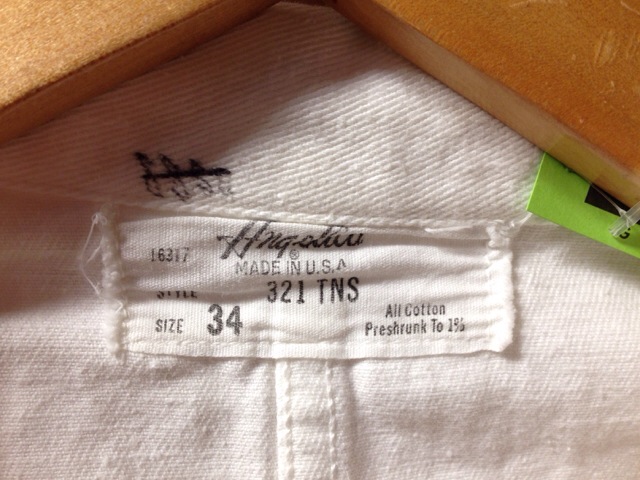 Angelica
®
16317
MADE IN U.S.A
STYLE 321 TNS
SIZE 34
All Cotton
Preshrunk To 1%